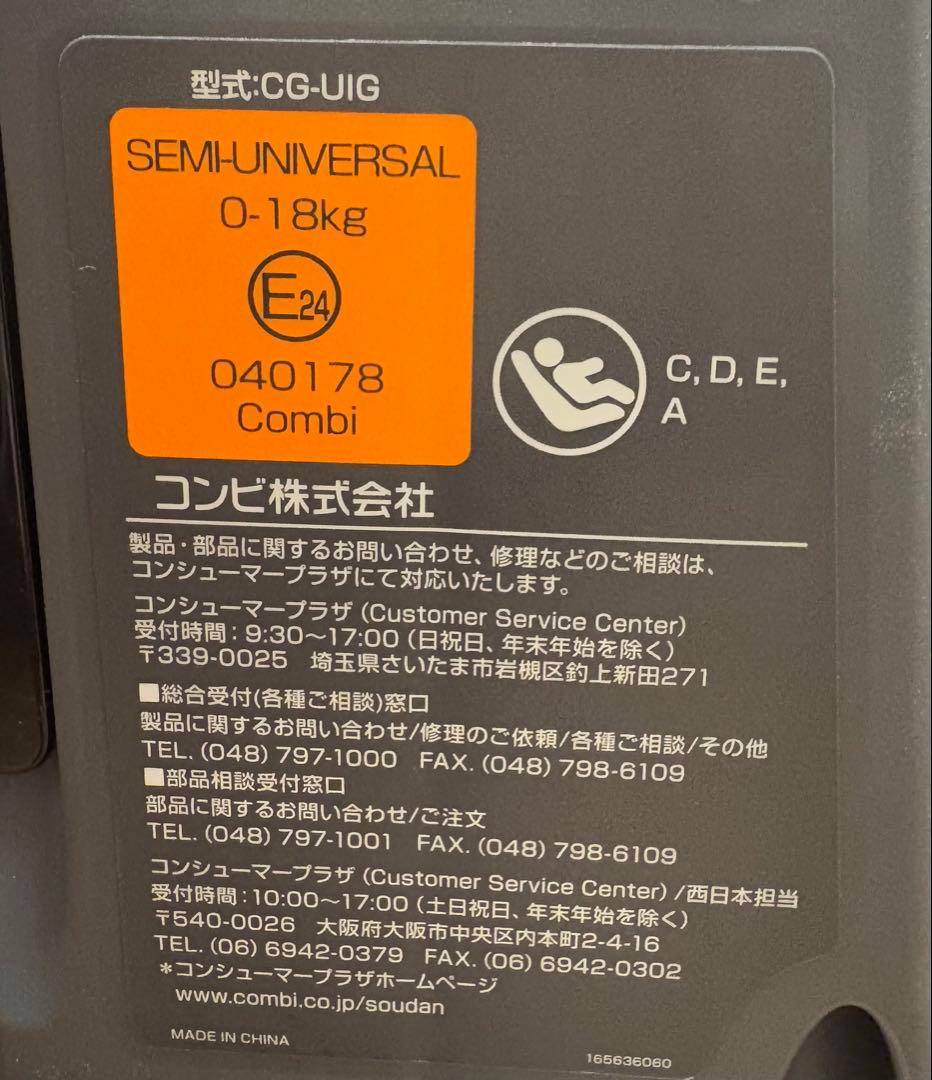 型式:CG-UIG
SEMI-UNIVERSAL
0-18kg
E24
040178
Combi
C, D, E,
A
コンビ株式会社
製品・部品に関するお問い合わせ、修理などのご相談は、
コンシューマープラザにて対応いたします。
コンシューマープラザ (Customer Service Center)
受付時間：9:30～17:00 (日祝日、年末年始を除く)
〒339-0025 埼玉県さいたま市岩槻区釣上新田271
■総合受付(各種ご相談)窓口
製品に関するお問い合わせ/修理のご依頼/各種ご相談/その他
TEL. (048) 797-1000 FAX. (048) 798-6109
■部品相談受付窓口
部品に関するお問い合わせ/ご注文
TEL. (048) 797-1001 FAX. (048) 798-6109
コンシューマープラザ (Customer Service Center) /西日本担当
受付時間：10:00～17:00 (土日祝日、年末年始を除く)
〒540-0026 大阪府大阪市中央区内本町2-4-16
TEL. (06) 6942-0379 FAX. (06) 6942-0302
*コンシューマープラザホームページ
www.combi.co.jp/soudan
MADE IN CHINA
165636060